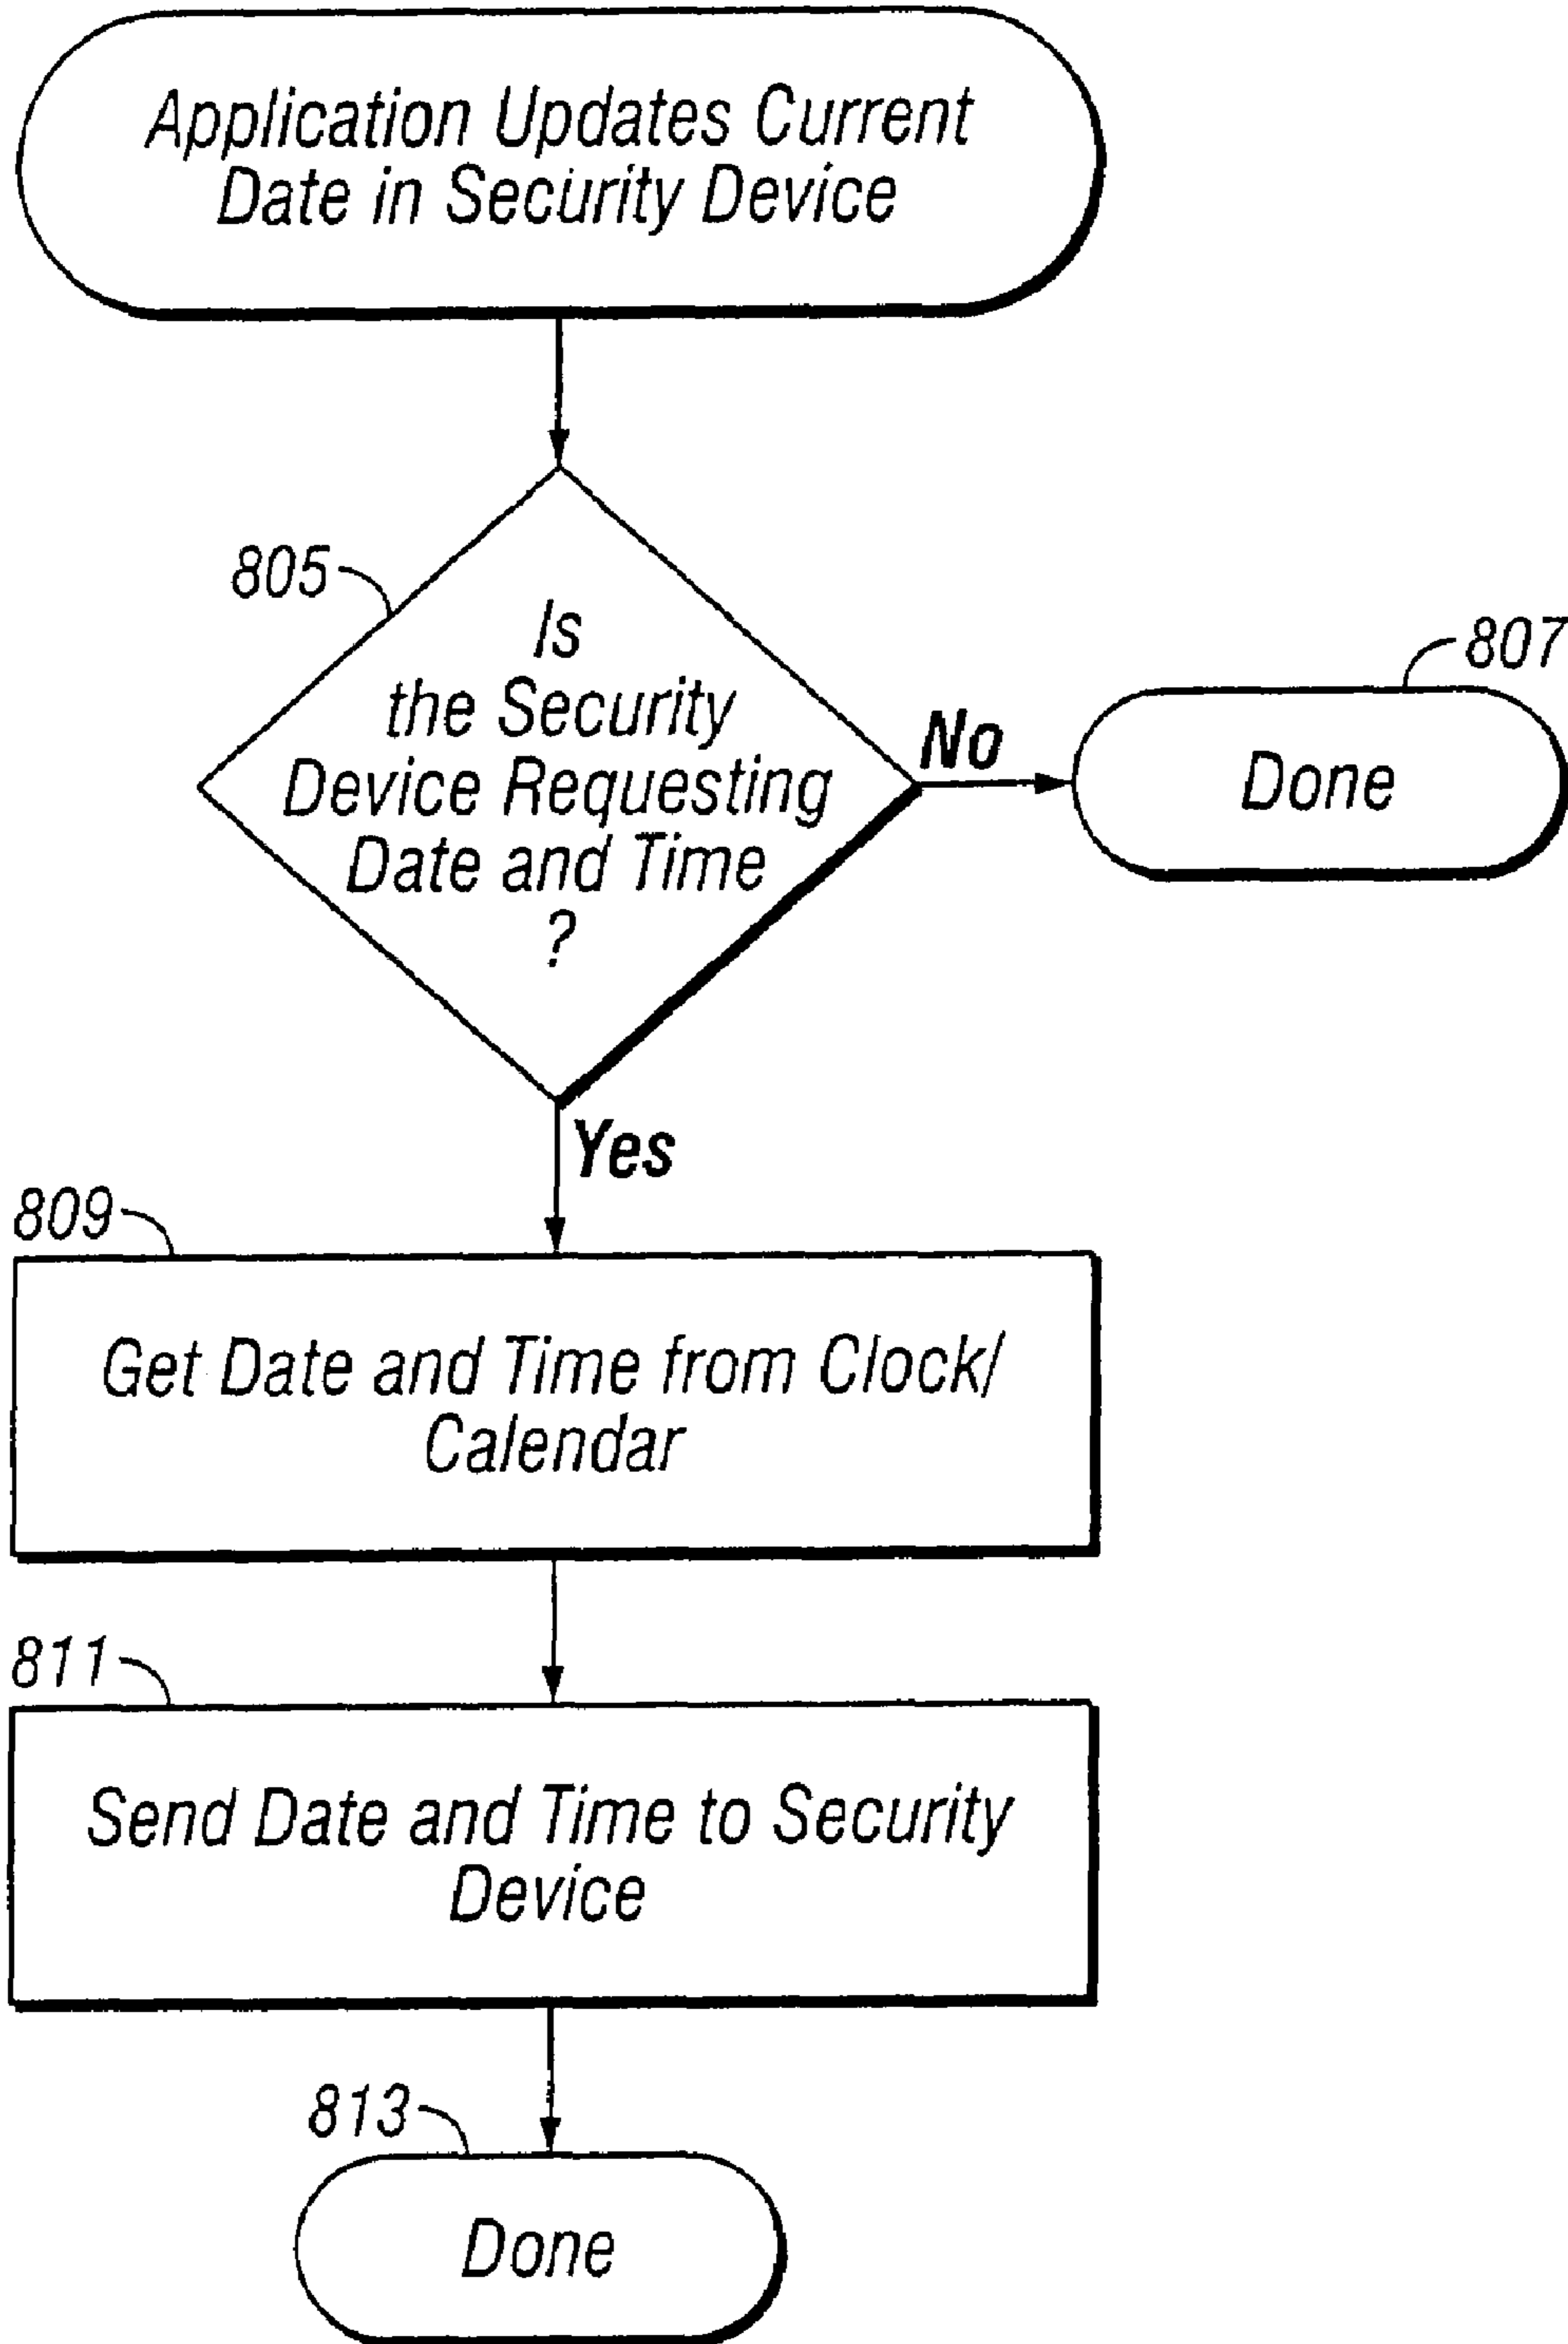 Application Updates Current
Date in Security Device
805
Is
the Security
Device Requesting
Date and Time
?
No
807
Done
Yes
809
Get Date and Time from Clock/
Calendar
811
Send Date and Time to Security
Device
813
Done